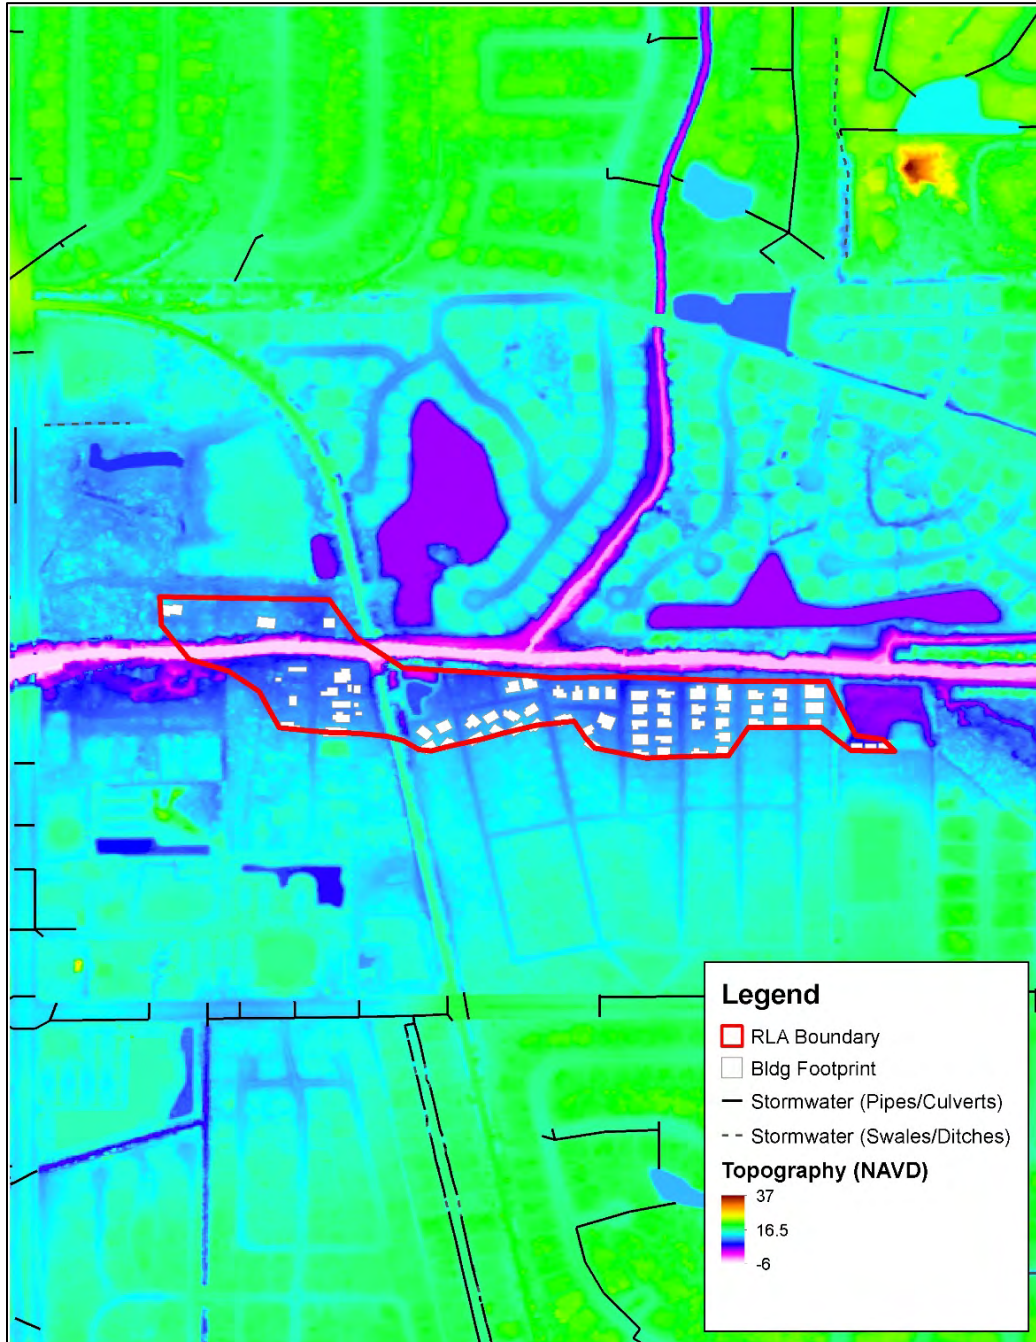 Legend
RLA Boundary
Bldg Footprint
Stormwater (Pipes/Culverts)
Stormwater (Swales/Ditches)
Topography (NAVD)
37
16.5
-6